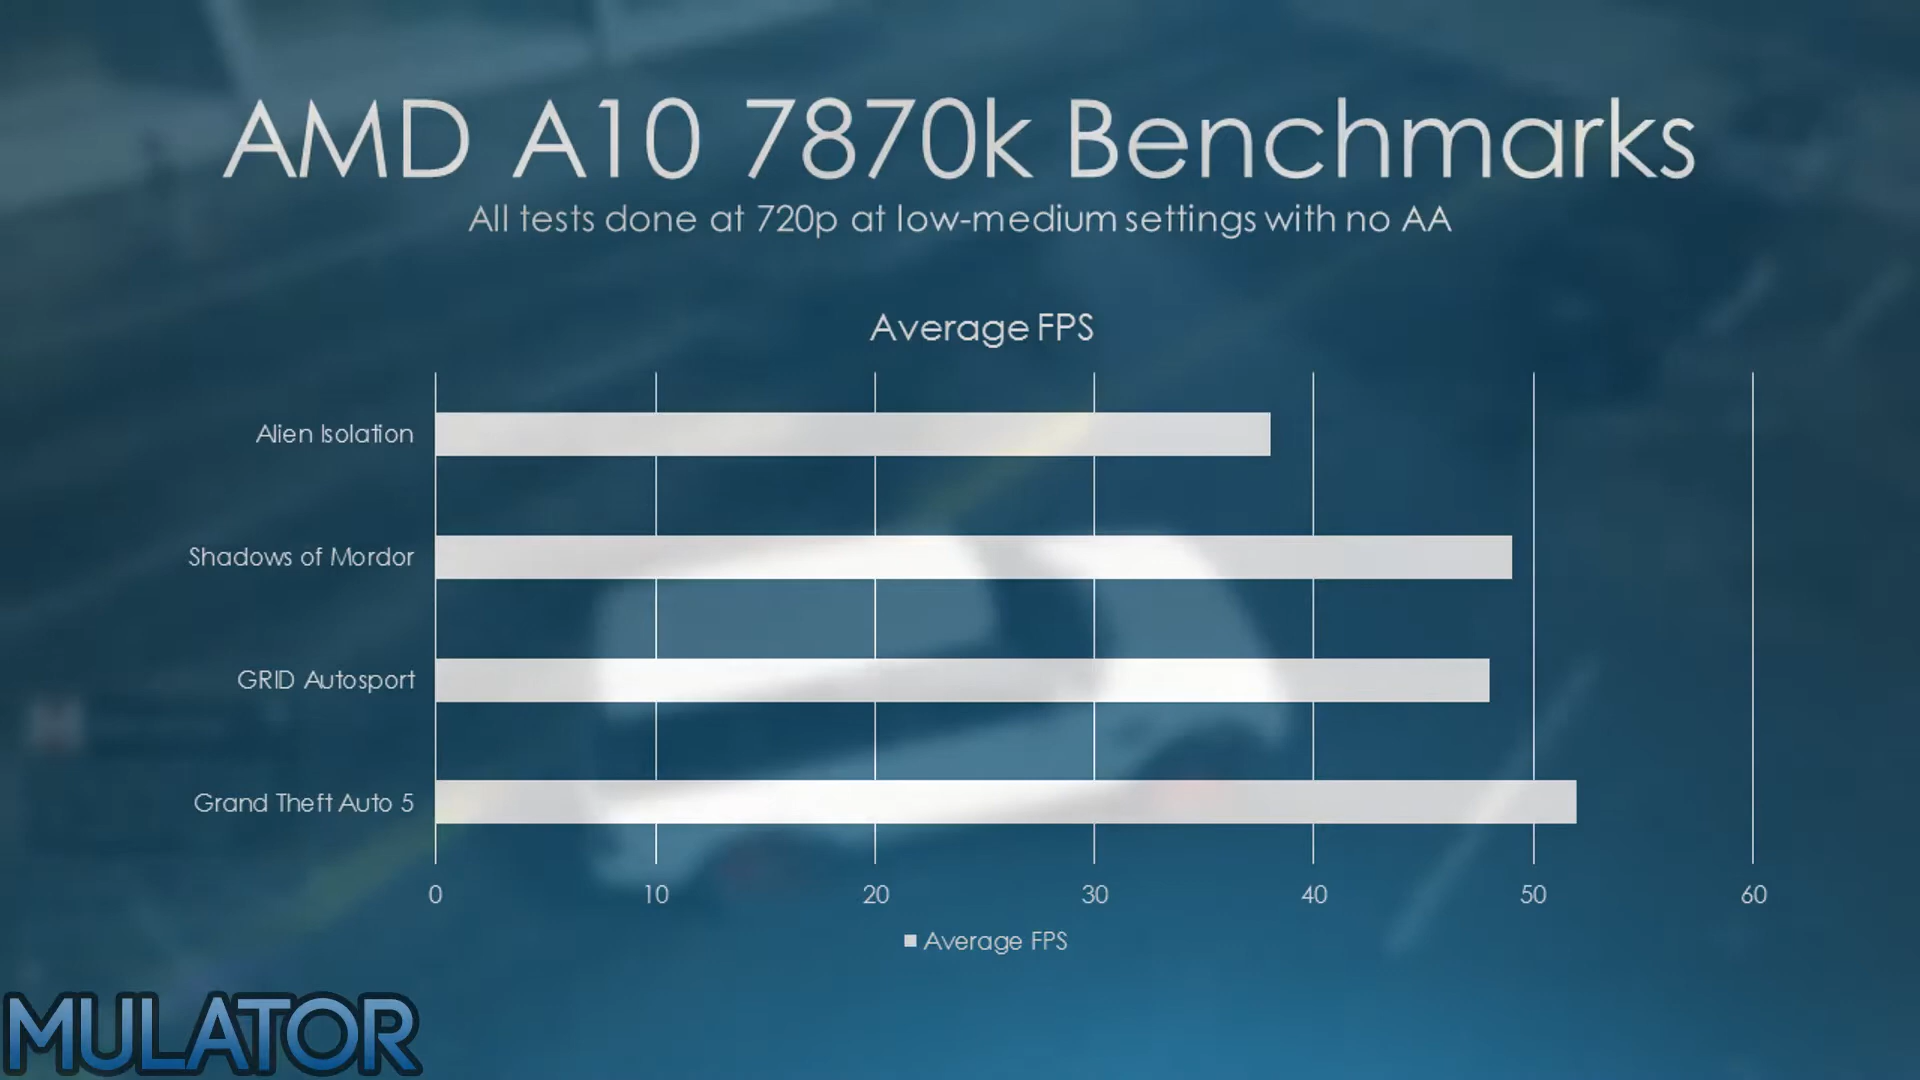 AMD A10 7870k Benchmarks
All tests done at 720p at low-medium settings with no AA
Average FPS
Alien Isolation
Shadows of Mordor
GRID Autosport
Grand Theft Auto 5
0 10 20 30 40 50 60
Average FPS
MULATOR